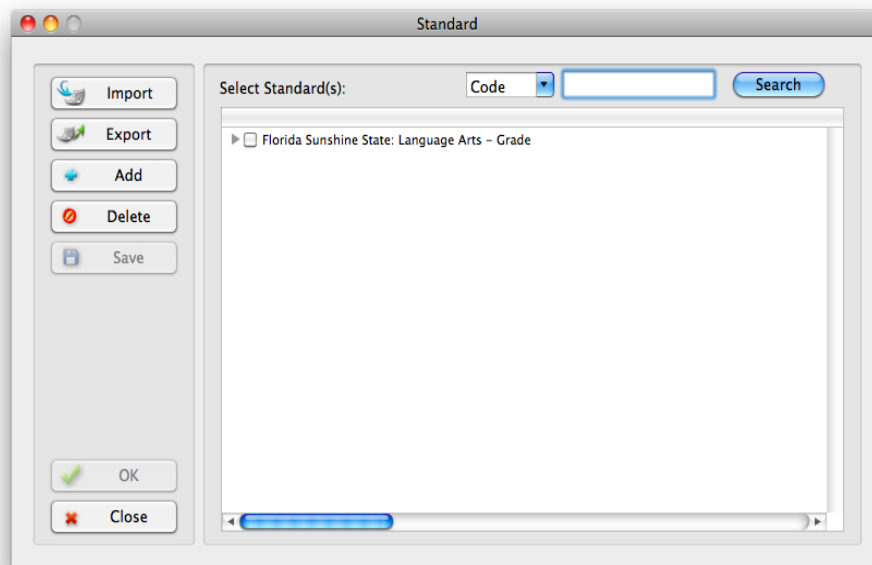 Standard
Import
Export
Add
Delete
Save
OK
Close
Select Standard(s):
Code
Search
Florida Sunshine State: Language Arts – Grade